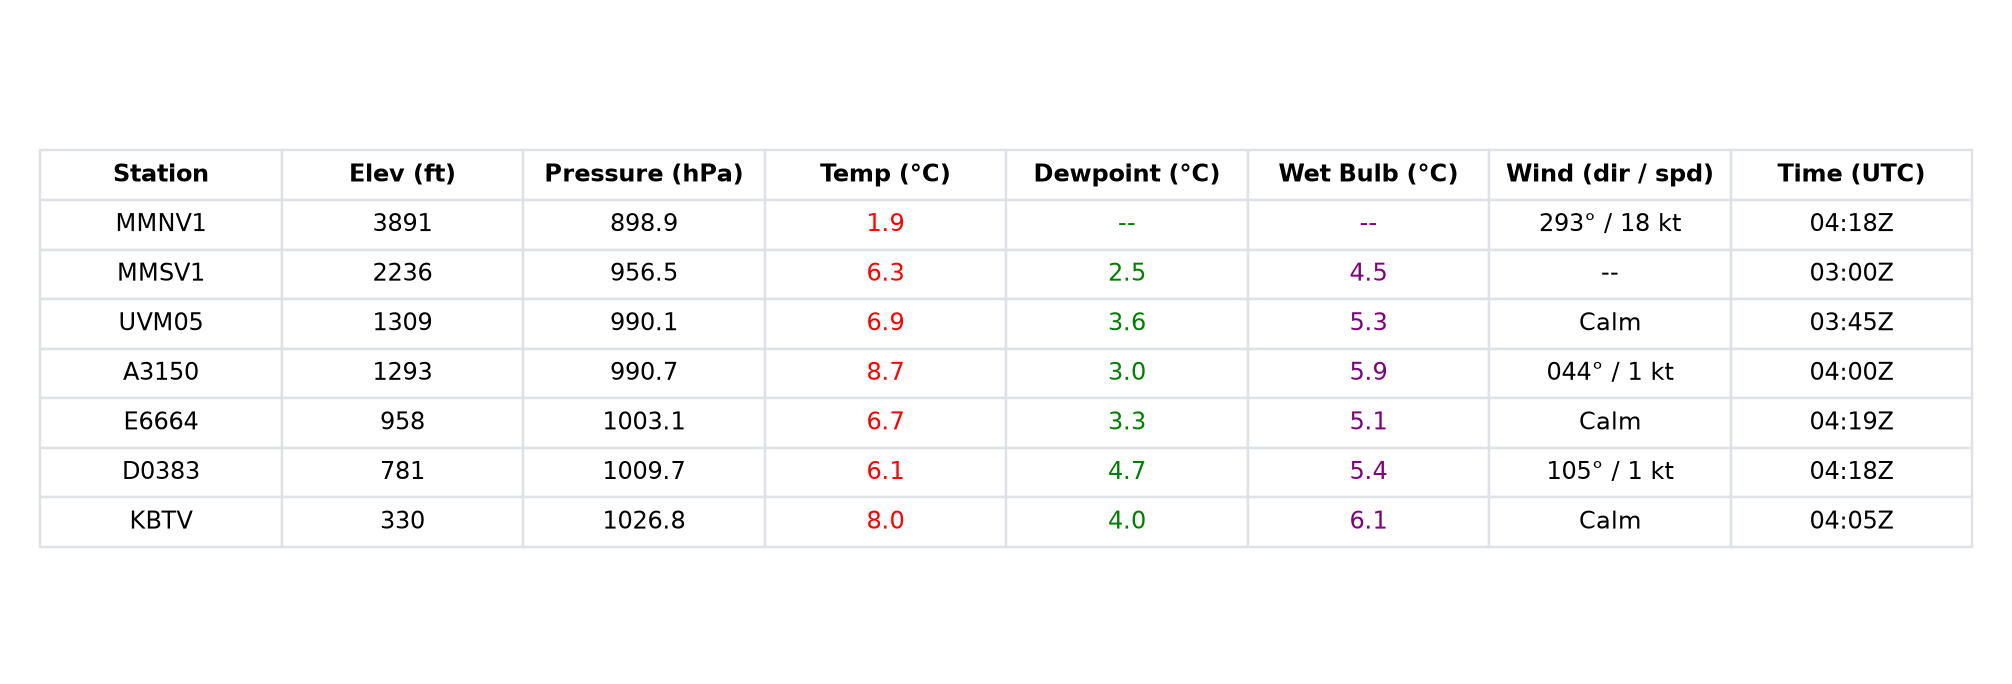 Station Elev (ft) Pressure (hPa) Temp (°C) Dewpoint (°C) Wet Bulb (°C) Wind (dir / spd) Time (UTC)
MMNV1 3891 898.9 1.9 -- -- 293° / 18 kt 04:18Z
MMSV1 2236 956.5 6.3 2.5 4.5 -- 03:00Z
UVM05 1309 990.1 6.9 3.6 5.3 Calm 03:45Z
A3150 1293 990.7 8.7 3.0 5.9 044° / 1 kt 04:00Z
E6664 958 1003.1 6.7 3.3 5.1 Calm 04:19Z
D0383 781 1009.7 6.1 4.7 5.4 105° / 1 kt 04:18Z
KBTV 330 1026.8 8.0 4.0 6.1 Calm 04:05Z